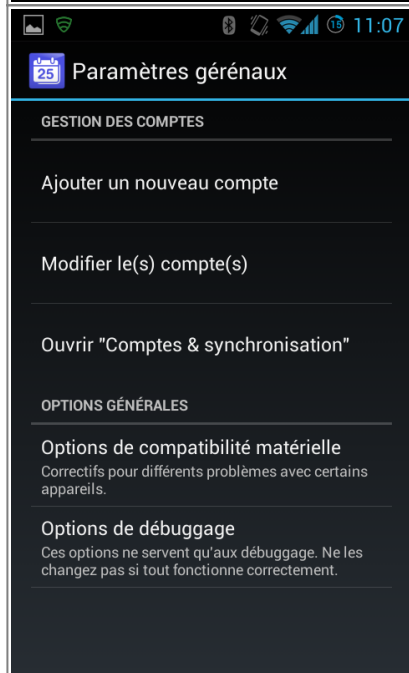 15 11:07
25 Paramètres gérénaux
GESTION DES COMPTES
Ajouter un nouveau compte
Modifier le(s) compte(s)
Ouvrir "Comptes & synchronisation"
OPTIONS GÉNÉRALES
Options de compatibilité matérielle
Correctifs pour différents problèmes avec certains
appareils.
Options de débuggage
Ces options ne servent qu'aux débuggage. Ne les
changez pas si tout fonctionne correctement.